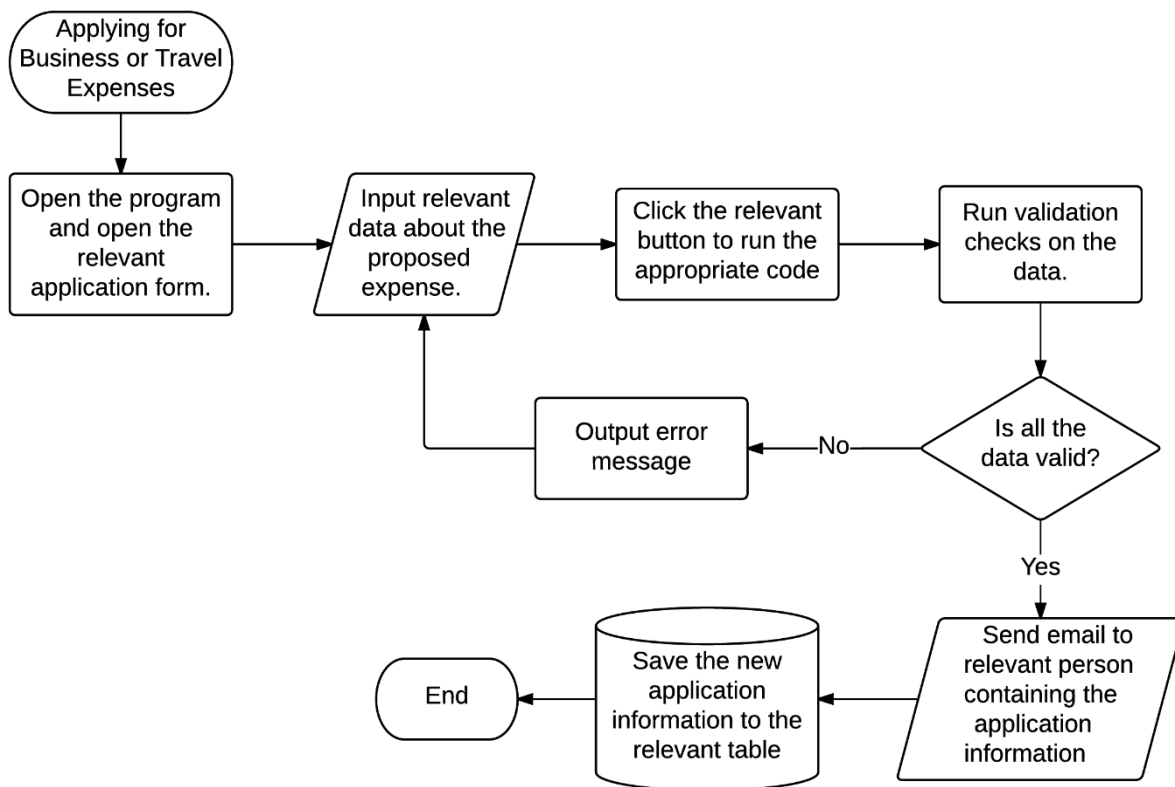 Applying for
Business or Travel
Expenses
Open the program
and open the
relevant
application form.
Input relevant
data about the
proposed
expense.
Click the relevant
button to run the
appropriate code
Run validation
checks on the
data.
Is all the
data valid?
No
Output error
message
Yes
Send email to
relevant person
containing the
application
information
Save the new
application
information to the
relevant table
End